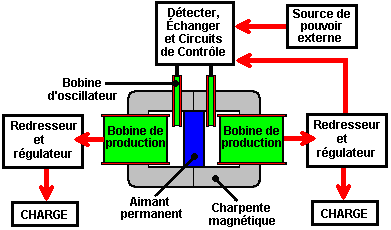 Détecter,
Échanger
et Circuits
de Contrôle
Source de
pouvoir
externe
Bobine
d'oscillateur
Redresseur
et
régulateur
Bobine de
production
Bobine de
production
Redresseur
et
régulateur
Aimant
permanent
Charpente
magnétique
CHARGE
CHARGE